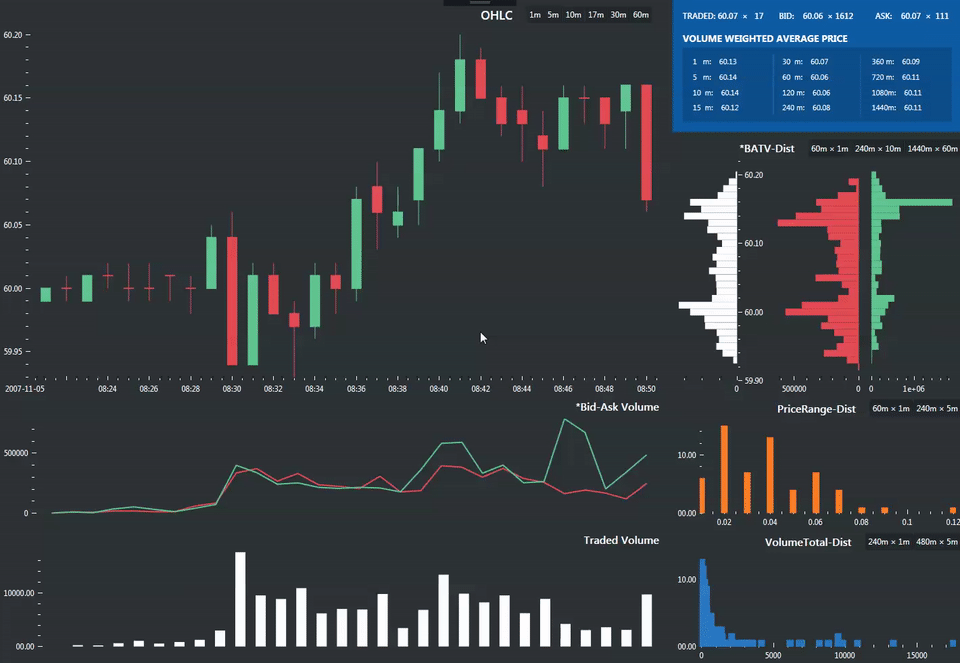 OHLC 1m 5m 10m 17m 30m 60m
60.20
60.15
60.10
60.05
60.00
59.95
2007-11-05 08:24 08:26 08:28 08:30 08:32 08:34 08:36 08:38 08:40 08:42 08:44 08:46 08:48 08:50
TRADED: 60.07 × 17 BID: 60.06 × 1612 ASK: 60.07 × 111
VOLUME WEIGHTED AVERAGE PRICE
1 m: 60.13 30 m: 60.07 360 m: 60.09
5 m: 60.14 60 m: 60.06 720 m: 60.11
10 m: 60.14 120 m: 60.06 1080m: 60.11
15 m: 60.12 240 m: 60.08 1440m: 60.11
*BATV-Dist 60m × 1m 240m × 10m 1440m × 60m
60.20
60.10
60.00
59.90
0 500000 0 0 1e+06
*Bid-Ask Volume
500000
0
PriceRange-Dist 60m × 1m 240m × 5m
10.00
00.00
0.02 0.04 0.06 0.08 0.1 0.12
Traded Volume
10000.00
00.00
VolumeTotal-Dist 240m × 1m 480m × 5m
10.00
00.00
0 5000 10000 15000